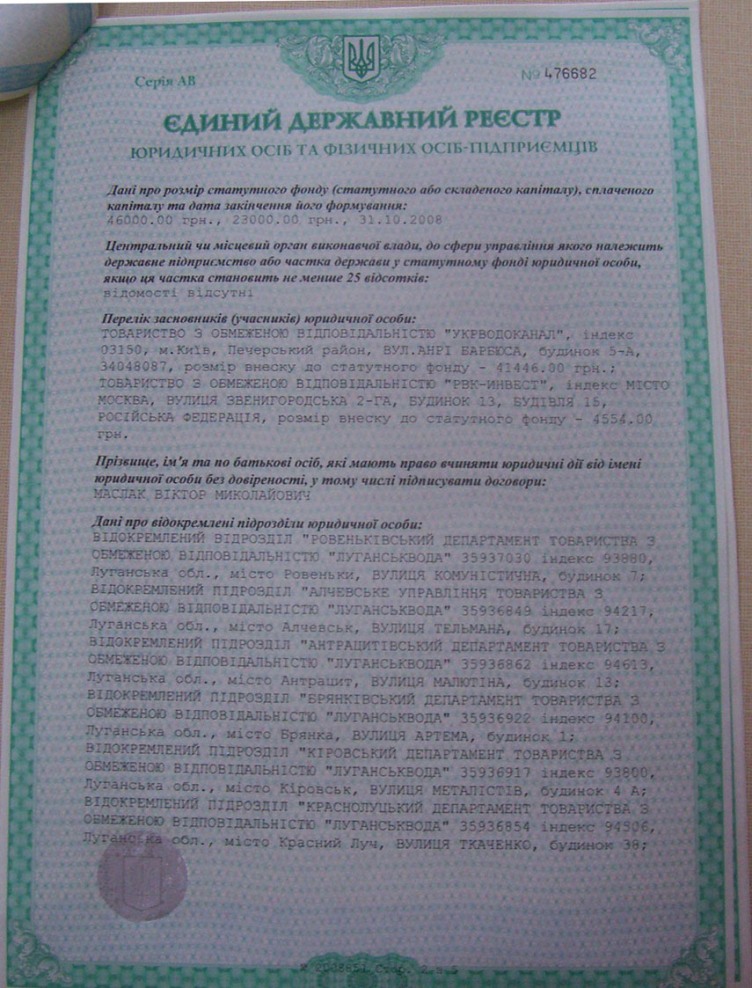 Серія АВ
№ 476682
ЄДИНИЙ ДЕРЖАВНИЙ РЕЄСТР
ЮРИДИЧНИХ ОСІБ ТА ФІЗИЧНИХ ОСІБ-ПІДПРИЄМЦІВ
Дані про розмір статутного фонду (статутного або складеного капіталу), сплаченого
капіталу та дата закінчення його формування:
46000.00 грн., 23000.00 грн., 31.10.2008
Центральний чи місцевий орган виконавчої влади, до сфери управління якого належить
державне підприємство або частка держави у статутному фонді юридичної особи,
якщо ця частка становить не менше 25 відсотків:
відомості відсутні
Перелік засновників (учасників) юридичної особи:
ТОВАРИСТВО З ОБМЕЖЕНОЮ ВІДПОВІДАЛЬНІСТЮ "УКРВОДОКАНАЛ", індекс
03150, м.Київ, Печерський район, ВУЛ.АНРІ БАРБЮСА, будинок 5-А,
34048087, розмір внеску до статутного фонду - 41446.00 грн.;
ТОВАРИСТВО З ОБМЕЖЕНОЮ ВІДПОВІДАЛЬНІСТЮ "РВК-ИНВЕСТ", індекс МІСТО
МОСКВА, ВУЛИЦЯ ЗВЕНИГОРОДСЬКА 2-ГА, БУДИНОК 13, БУДІВЛЯ 15,
РОСІЙСЬКА ФЕДЕРАЦІЯ, розмір внеску до статутного фонду - 4554.00
грн.
Прізвище, ім'я та по батькові осіб, які мають право вчиняти юридичні дії від імені
юридичної особи без довіреності, у тому числі підписувати договори:
МАСЛАК ВІКТОР МИКОЛАЙОВИЧ
Дані про відокремлені підрозділи юридичної особи:
ВІДОКРЕМЛЕНИЙ ВІДРОЗДІЛ "РОВЕНЬКІВСЬКИЙ ДЕПАРТАМЕНТ ТОВАРИСТВА З
ОБМЕЖЕНОЮ ВІДПОВІДАЛЬНІСТЮ "ЛУГАНСЬКВОДА" 35937030 індекс 93880,
Луганська обл., місто Ровеньки, ВУЛИЦЯ КОМУНІСТИЧНА, будинок 7;
ВІДОКРЕМЛЕНИЙ ПІДРОЗДІЛ "АЛЧЕВСЬКЕ УПРАВЛІННЯ ТОВАРИСТВА З
ОБМЕЖЕНОЮ ВІДПОВІДАЛЬНІСТЮ "ЛУГАНСЬКВОДА" 35936849 індекс 94217,
Луганська обл., місто Алчевськ, ВУЛИЦЯ ТЕЛЬМАНА, будинок 17;
ВІДОКРЕМЛЕНИЙ ПІДРОЗДІЛ "АНТРАЦИТІВСЬКИЙ ДЕПАРТАМЕНТ ТОВАРИСТВА З
ОБМЕЖЕНОЮ ВІДПОВІДАЛЬНІСТЮ "ЛУГАНСЬКВОДА" 35936862 індекс 94613,
Луганська обл., місто Антрацит, ВУЛИЦЯ МАЛЮТІНА, будинок 13;
ВІДОКРЕМЛЕНИЙ ПІДРОЗДІЛ "БРЯНКІВСЬКИЙ ДЕПАРТАМЕНТ ТОВАРИСТВА З
ОБМЕЖЕНОЮ ВІДПОВІДАЛЬНІСТЮ "ЛУГАНСЬКВОДА" 35936922 індекс 94100,
Луганська обл., місто Брянка, ВУЛИЦЯ АРТЕМА, будинок 1;
ВІДОКРЕМЛЕНИЙ ПІДРОЗДІЛ "КІРОВСЬКИЙ ДЕПАРТАМЕНТ ТОВАРИСТВА З
ОБМЕЖЕНОЮ ВІДПОВІДАЛЬНІСТЮ "ЛУГАНСЬКВОДА" 35936917 індекс 93800,
Луганська обл., місто Кіровськ, ВУЛИЦЯ МЕТАЛІСТІВ, будинок 4 А;
ВІДОКРЕМЛЕНИЙ ПІДРОЗДІЛ "КРАСНОЛУЦЬКИЙ ДЕПАРТАМЕНТ ТОВАРИСТВА З
ОБМЕЖЕНОЮ ВІДПОВІДАЛЬНІСТЮ "ЛУГАНСЬКВОДА" 35936854 індекс 94506,
Луганська обл., місто Красний Луч, ВУЛИЦЯ ТКАЧЕНКО, будинок 38;